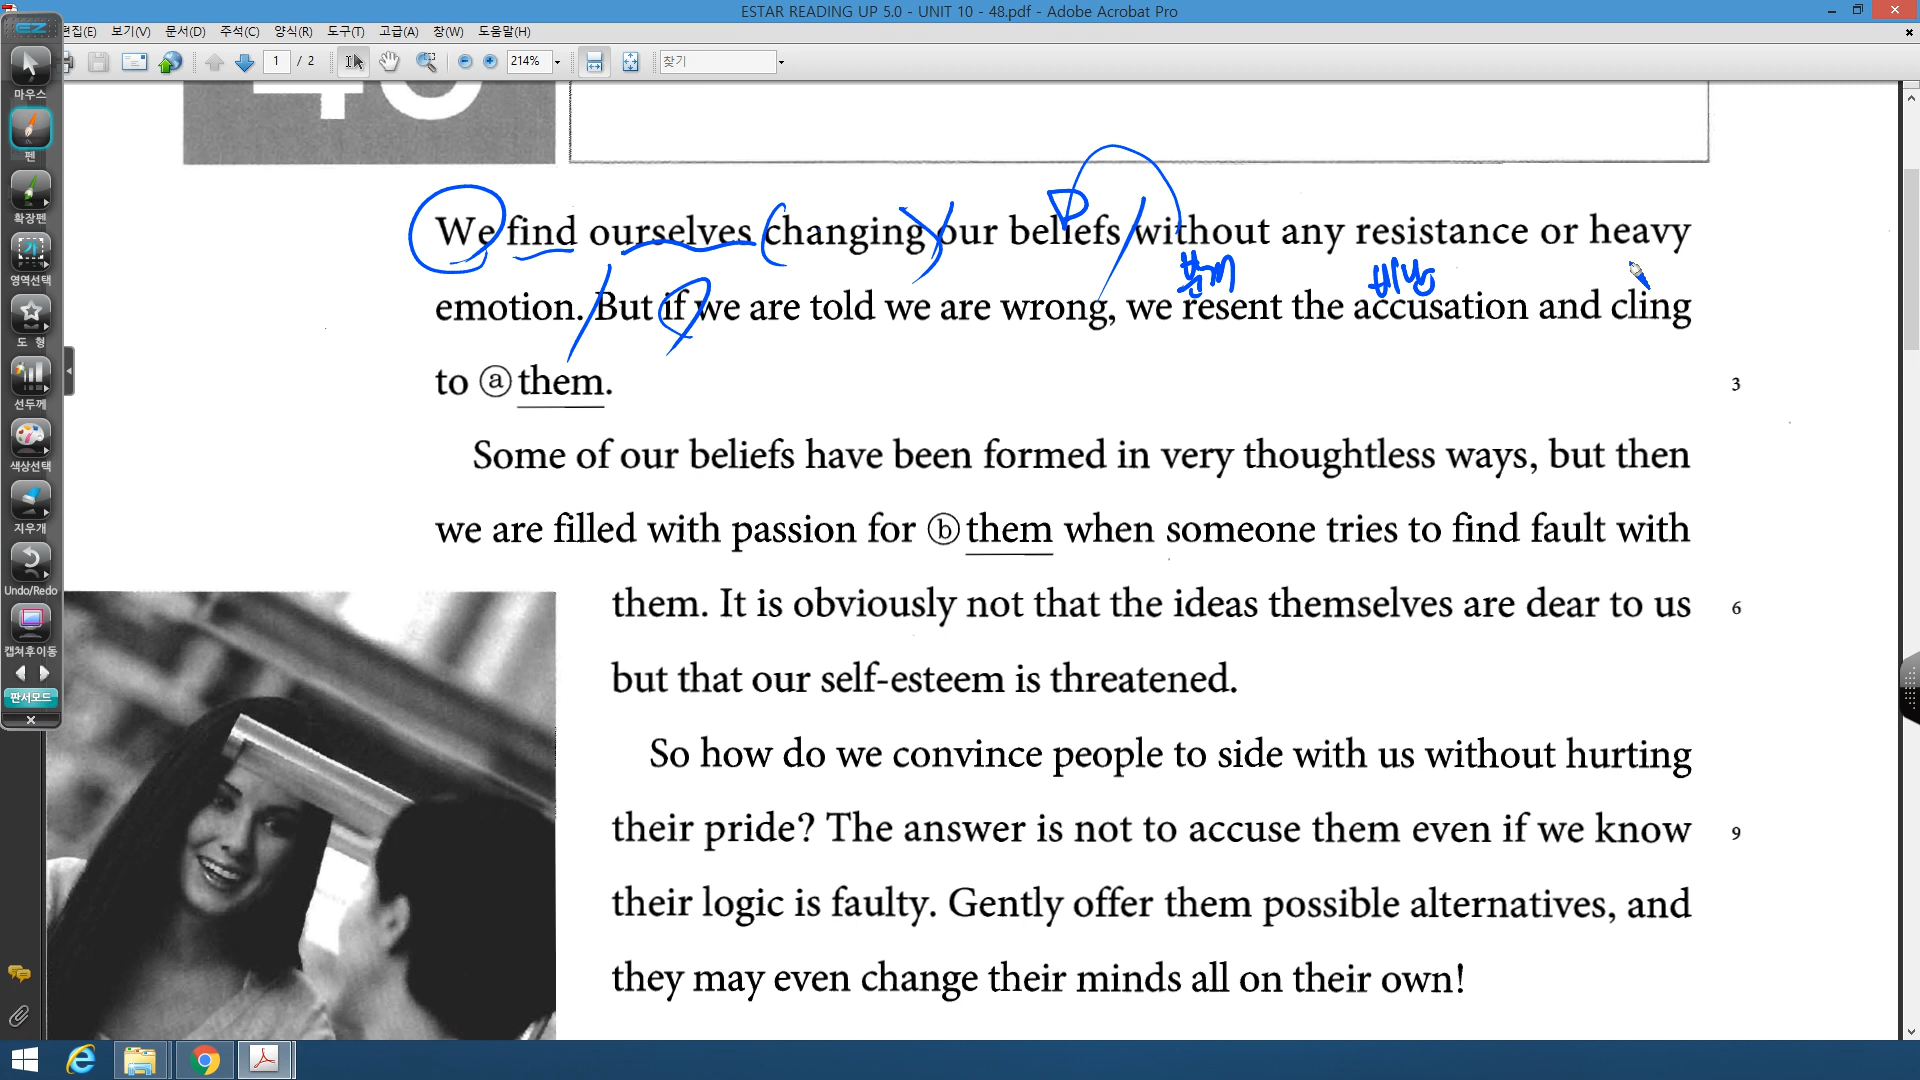 ESTAR READING UP 5.0 - UNIT 10 - 48.pdf - Adobe Acrobat Pro
편집(E) 보기(V) 문서(D) 주석(C) 양식(R) 도구(T) 고급(A) 창(W) 도움말(H)
1 / 2 214% 찾기
EZ
마우스
펜
확장펜
영역선택
도 형
선두께
색상선택
지우개
Undo/Redo
캡쳐후이동
판서모드
48
We find ourselves changing our beliefs without any resistance or heavy
emotion. But if we are told we are wrong, we resent the accusation and cling
to ⓐ them. 3
Some of our beliefs have been formed in very thoughtless ways, but then
we are filled with passion for ⓑ them when someone tries to find fault with
them. It is obviously not that the ideas themselves are dear to us 6
but that our self-esteem is threatened.
So how do we convince people to side with us without hurting
their pride? The answer is not to accuse them even if we know 9
their logic is faulty. Gently offer them possible alternatives, and
they may even change their minds all on their own!